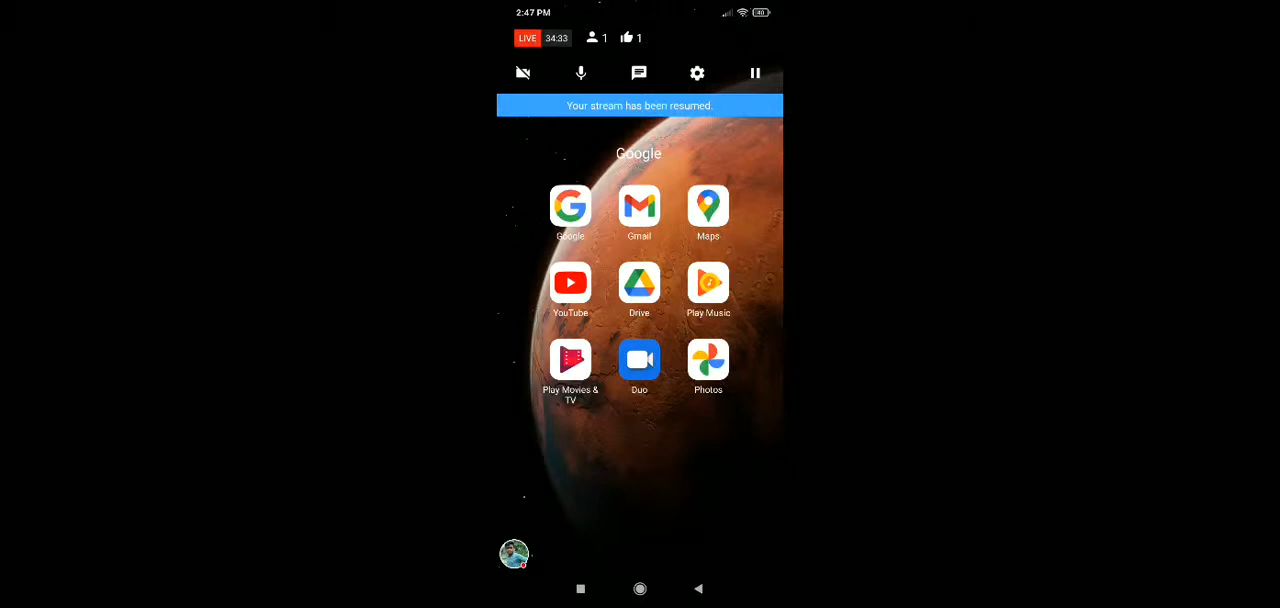 2:47 PM
40
LIVE 34:33 1 1
Your stream has been resumed.
Google
Google Gmail Maps
YouTube Drive Play Music
Play Movies & TV Duo Photos